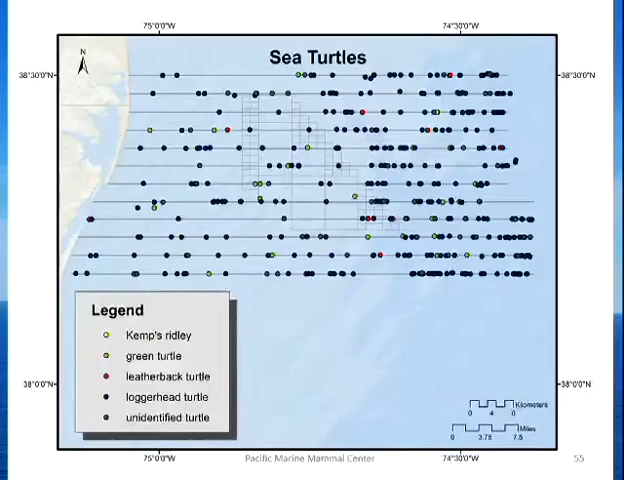 75°0'0"W 74°30'0"W
Sea Turtles
N
38°30'0"N 38°30'0"N
Legend
Kemp's ridley
green turtle
leatherback turtle
loggerhead turtle
unidentified turtle
38°0'0"N 38°0'0"N
Kilometers
0 4 8
Miles
0 3.75 7.5
75°0'0"W 74°30'0"W
Pacific Marine Mammal Center 55